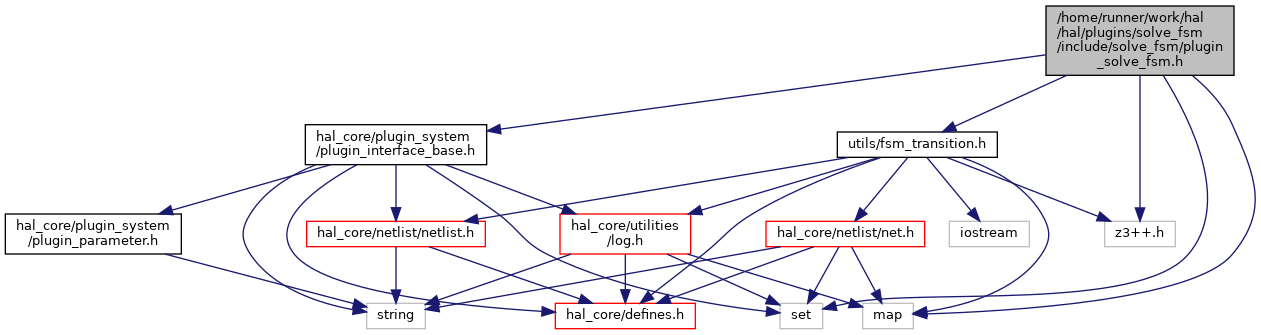 /home/runner/work/hal
/hal/plugins/solve_fsm
/include/solve_fsm/plugin
_solve_fsm.h
hal_core/plugin_system
/plugin_interface_base.h
utils/fsm_transition.h
hal_core/plugin_system
/plugin_parameter.h
hal_core/netlist/netlist.h
hal_core/utilities
/log.h
hal_core/netlist/net.h
iostream
z3++.h
string
hal_core/defines.h
set
map